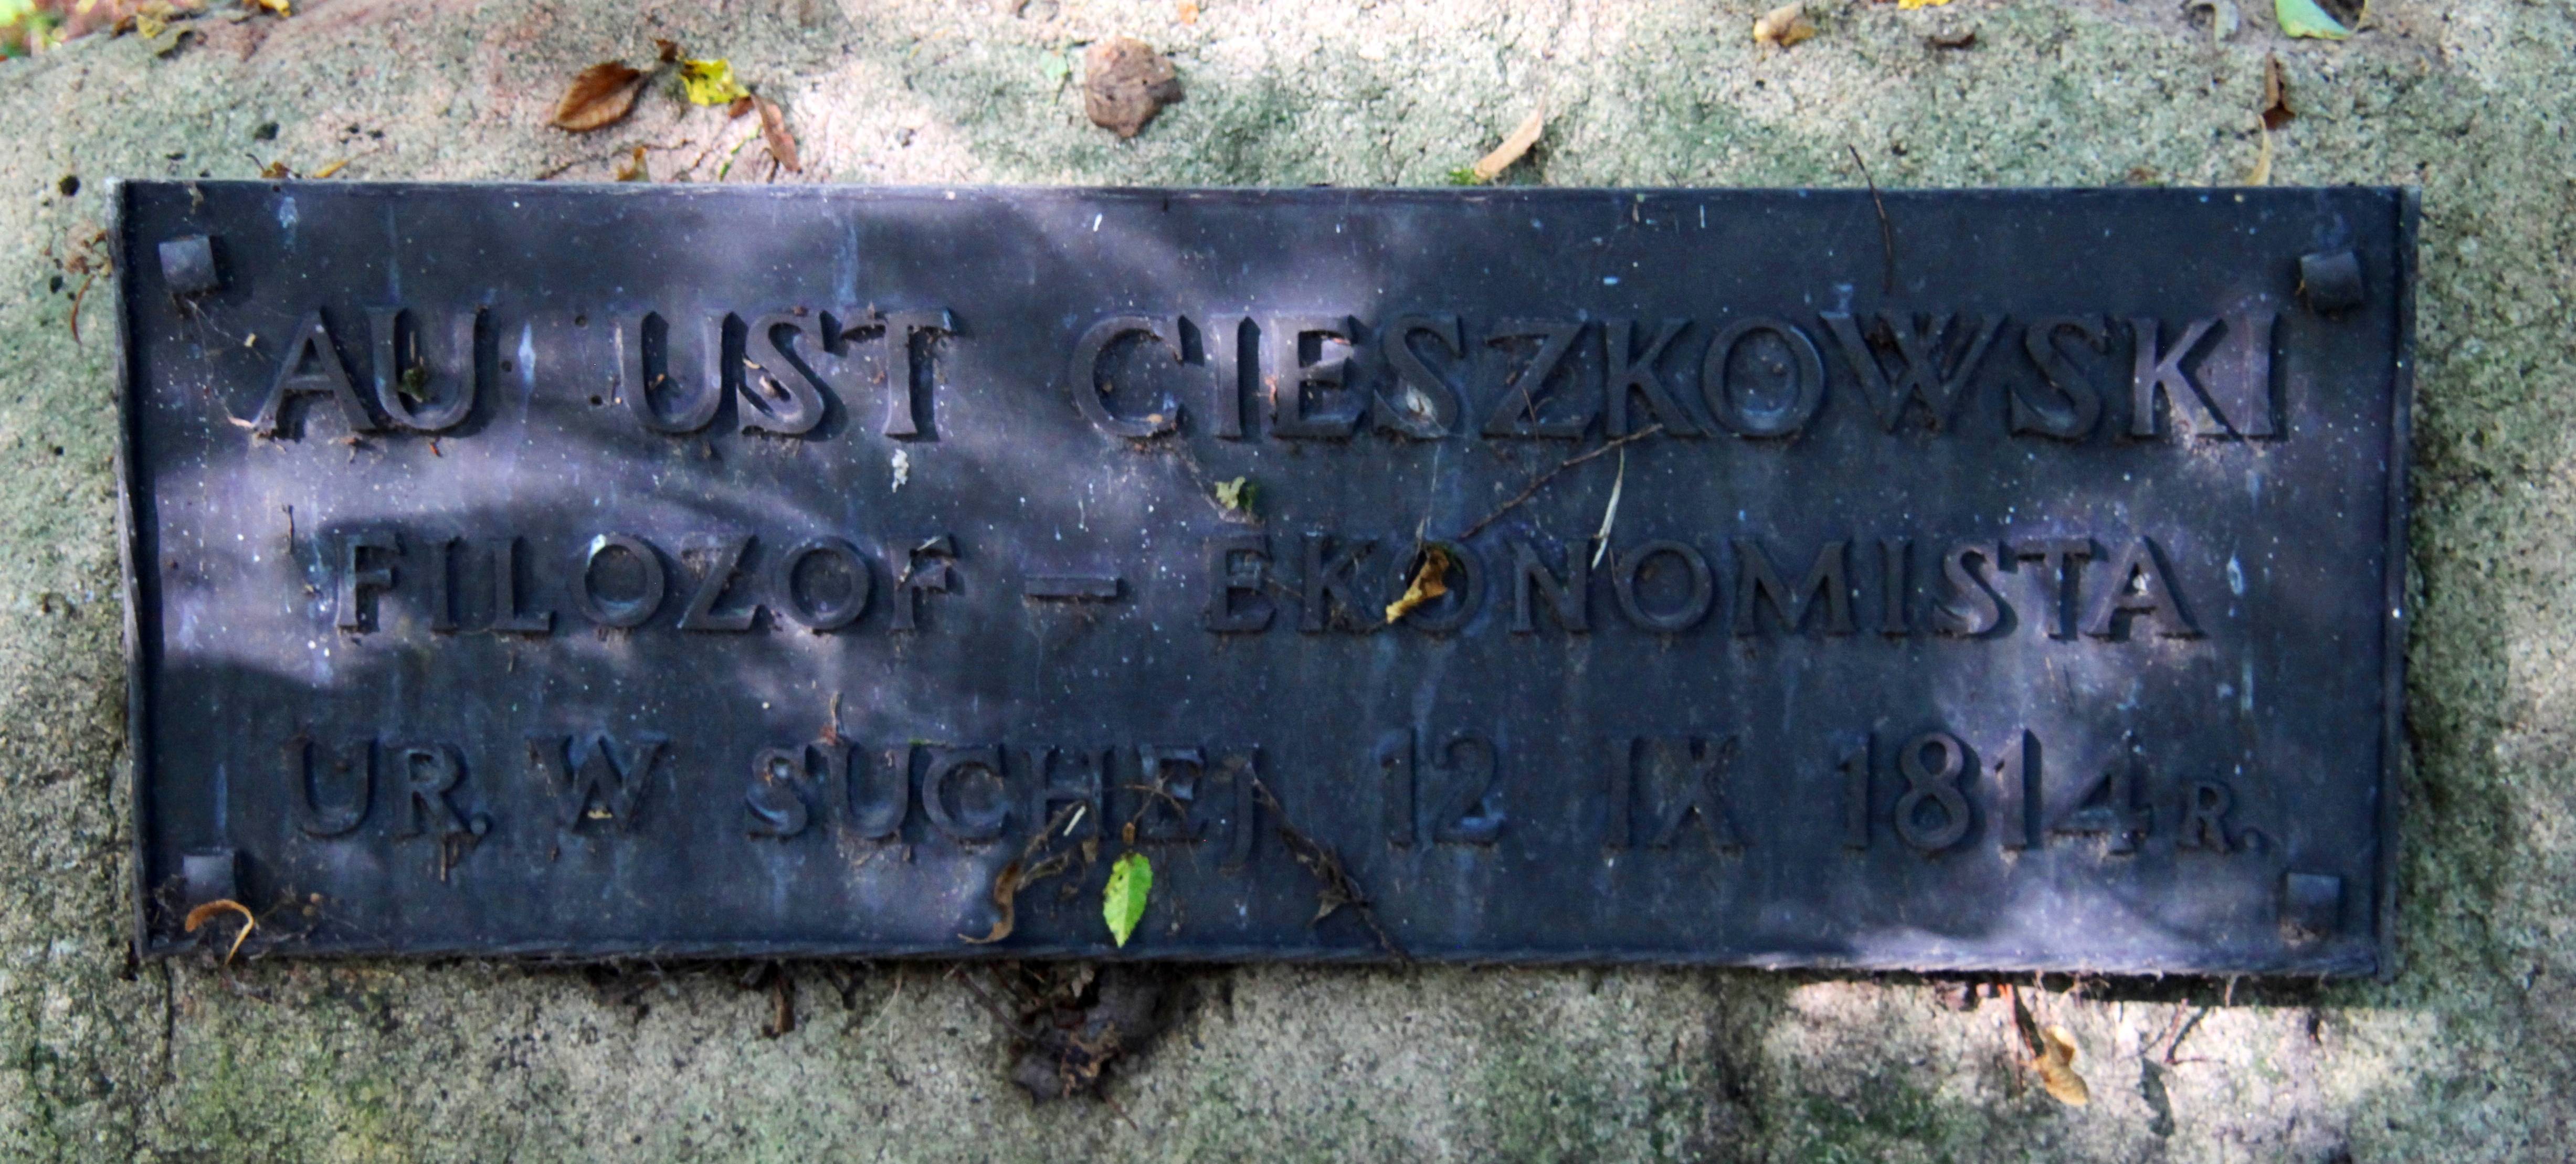 AU UST CIESZKOWSKI
FILOZOF - EKONOMISTA
UR. W SUCHEJ 12 IX 1814 R.